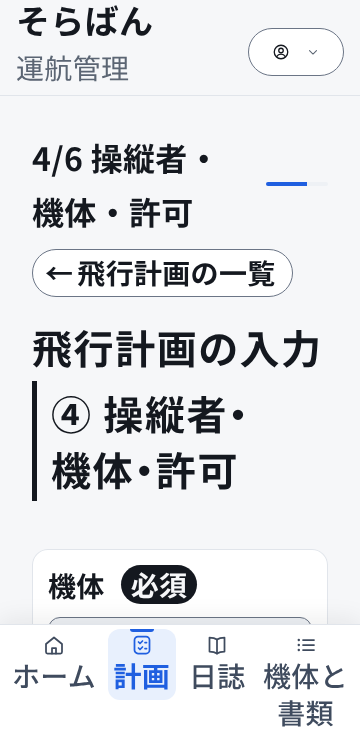 そらばん
運航管理
4/6 操縦者・
機体・許可
← 飛行計画の一覧
飛行計画の入力
④ 操縦者・
機体・許可
機体 必須
ホーム 計画 日誌 機体と
書類